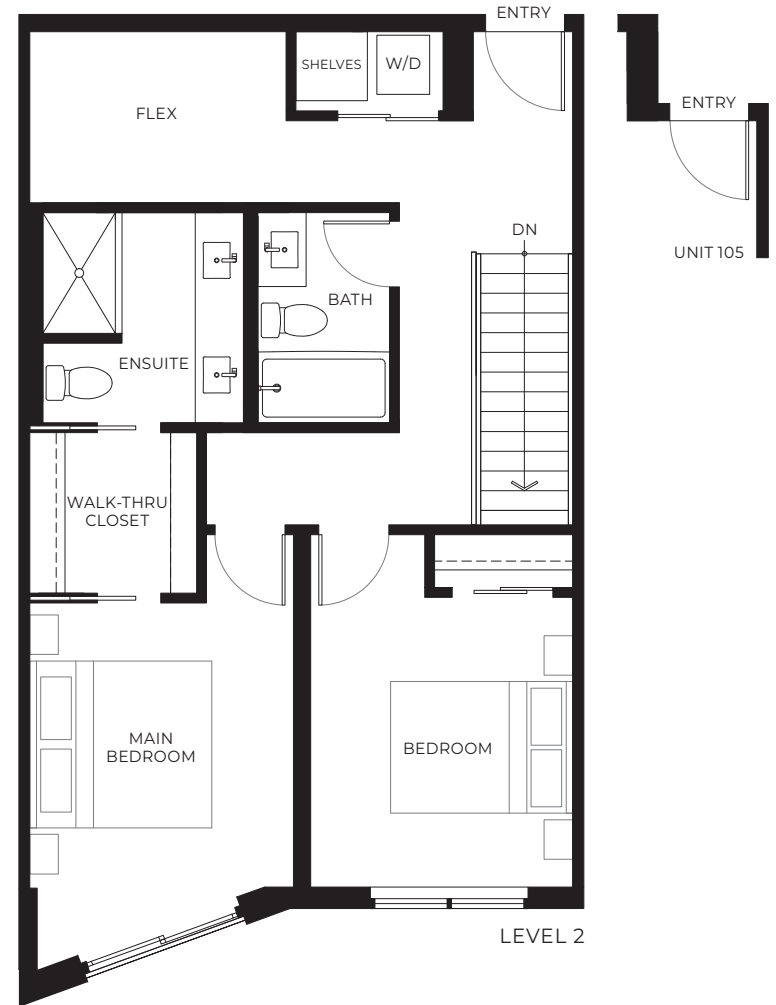 ENTRY
SHELVES
W/D
FLEX
ENTRY
DN
UNIT 105
BATH
ENSUITE
WALK-THRU
CLOSET
MAIN
BEDROOM
BEDROOM
LEVEL 2